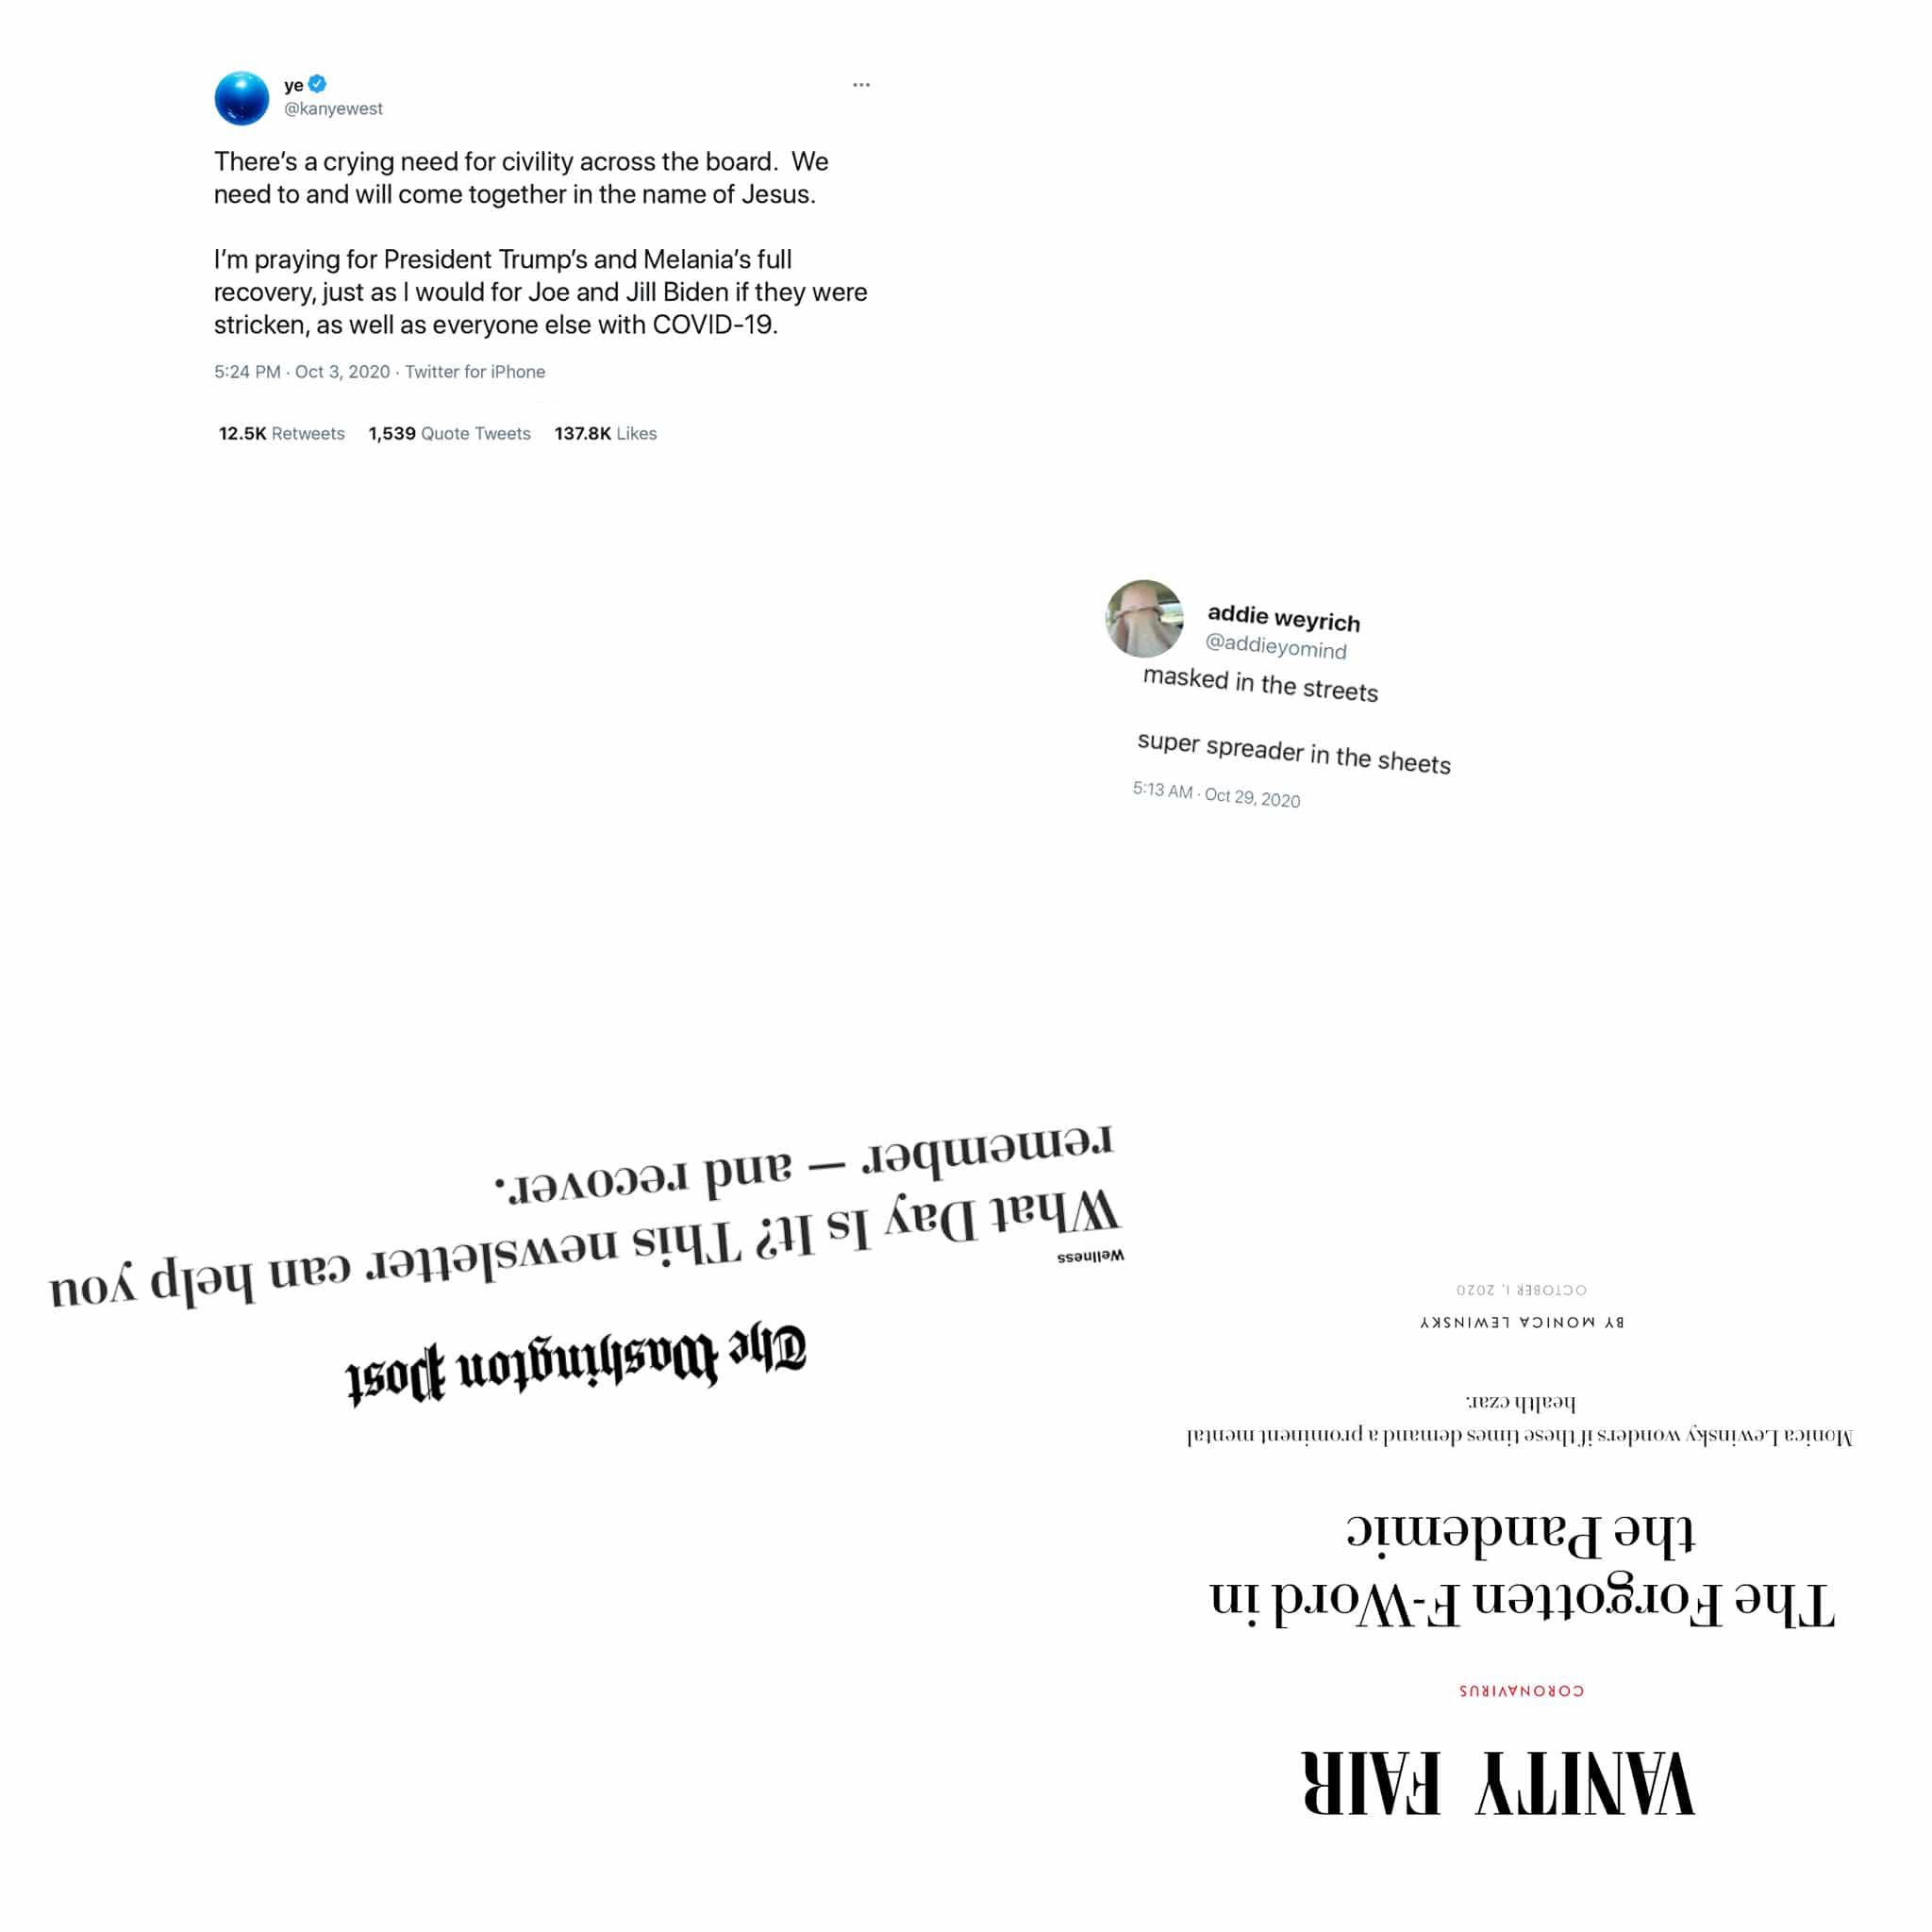 ye
@kanyewest
There's a crying need for civility across the board.  We
need to and will come together in the name of Jesus.
I'm praying for President Trump's and Melania's full
recovery, just as I would for Joe and Jill Biden if they were
stricken, as well as everyone else with COVID-19.
5:24 PM · Oct 3, 2020 · Twitter for iPhone
12.5K Retweets 1,539 Quote Tweets 137.8K Likes
addie weyrich
@addieyomind
masked in the streets
super spreader in the sheets
5:13 AM · Oct 29, 2020
The Washington Post
Wellness
What Day Is It? This newsletter can help you
remember — and recover.
VANITY FAIR
CORONAVIRUS
The Forgotten F-Word in
the Pandemic
Monica Lewinsky wonders if these times demand a prominent mental
health czar.
BY MONICA LEWINSKY
OCTOBER 1, 2020